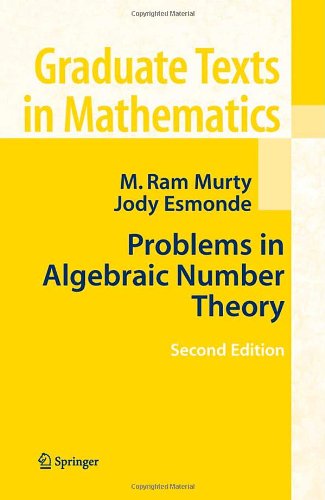 Graduate Texts
in Mathematics
M. Ram Murty
Jody Esmonde
Problems in
Algebraic Number
Theory
Second Edition
Springer